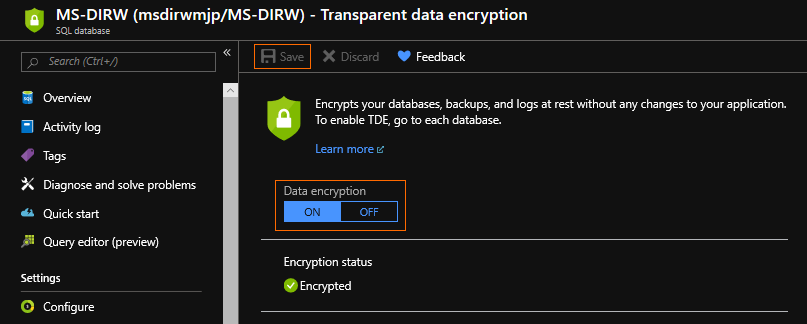 MS-DIRW (msdirwmjp/MS-DIRW) - Transparent data encryption
SQL database
Search (Ctrl+/)
«
Overview
Activity log
Tags
Diagnose and solve problems
Quick start
Query editor (preview)
Settings
Configure
Save
Discard
Feedback
Encrypts your databases, backups, and logs at rest without any changes to your application.
To enable TDE, go to each database.
Learn more
Data encryption
ON
OFF
Encryption status
Encrypted